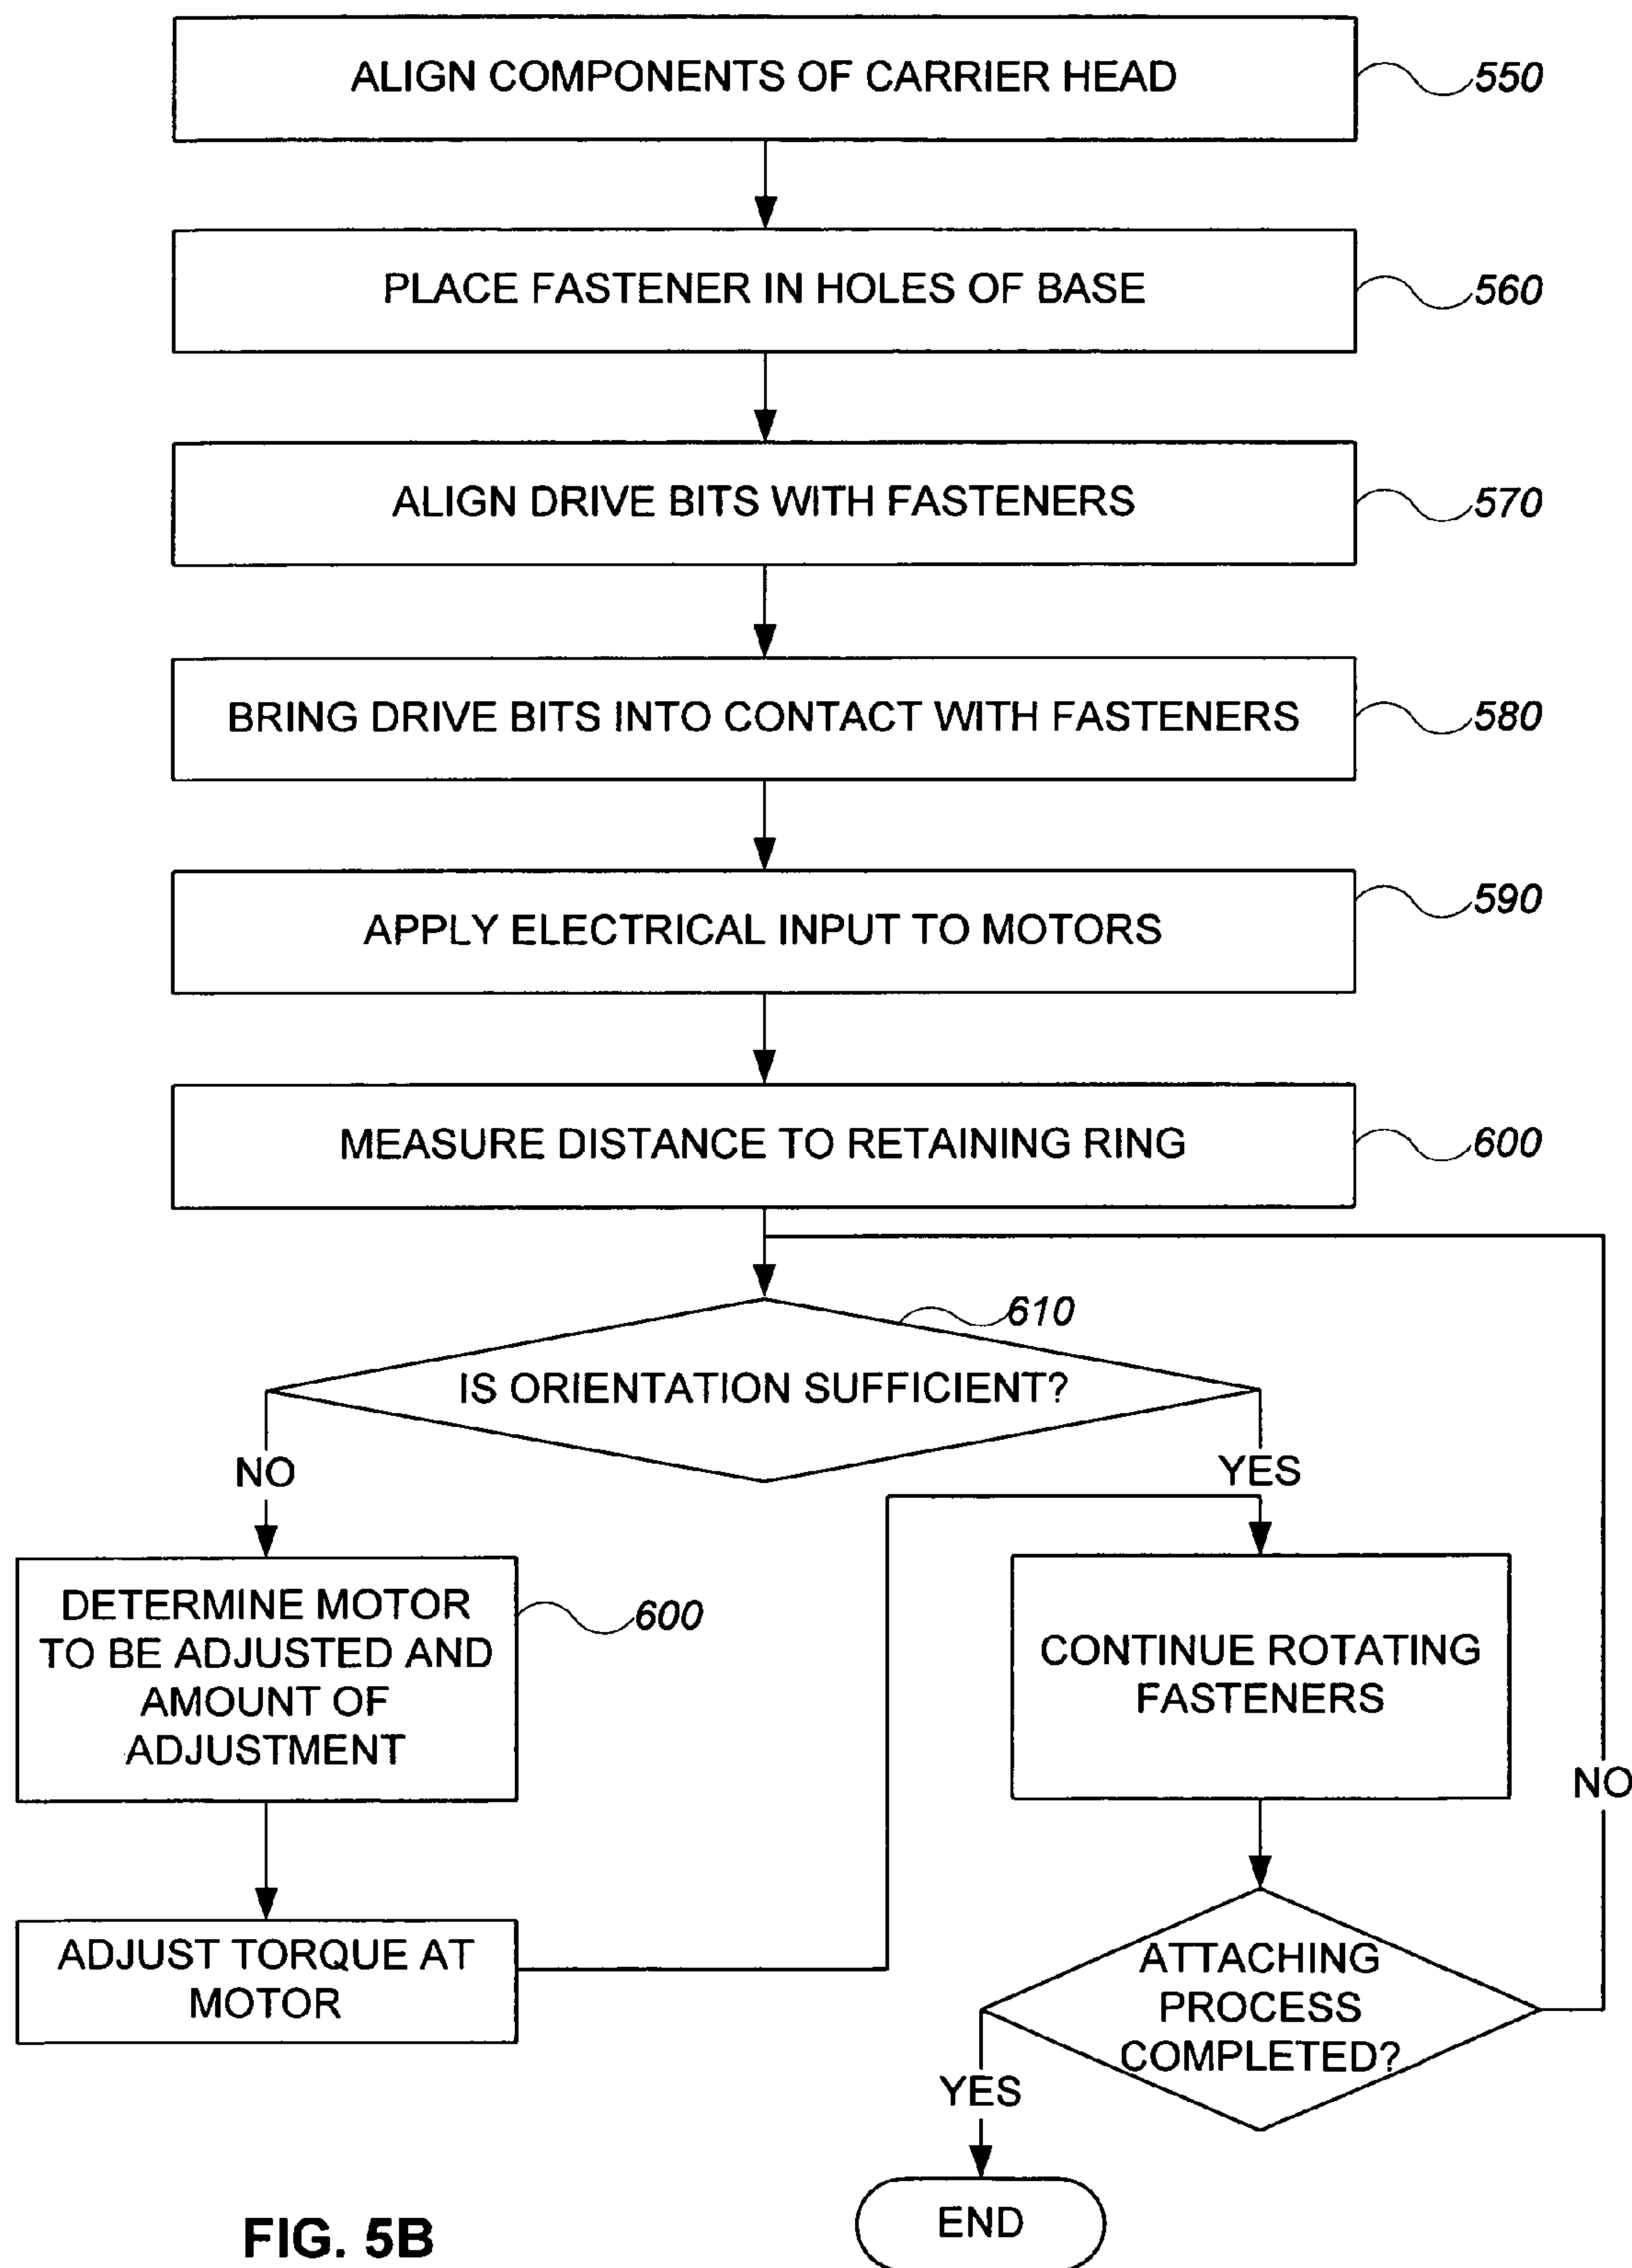 ALIGN COMPONENTS OF CARRIER HEAD
550
PLACE FASTENER IN HOLES OF BASE
560
ALIGN DRIVE BITS WITH FASTENERS
570
BRING DRIVE BITS INTO CONTACT WITH FASTENERS
580
APPLY ELECTRICAL INPUT TO MOTORS
590
MEASURE DISTANCE TO RETAINING RING
600
610
IS ORIENTATION SUFFICIENT?
NO
YES
DETERMINE MOTOR
TO BE ADJUSTED AND
AMOUNT OF
ADJUSTMENT
600
CONTINUE ROTATING
FASTENERS
NO
ADJUST TORQUE AT
MOTOR
ATTACHING
PROCESS
COMPLETED?
YES
END
FIG. 5B